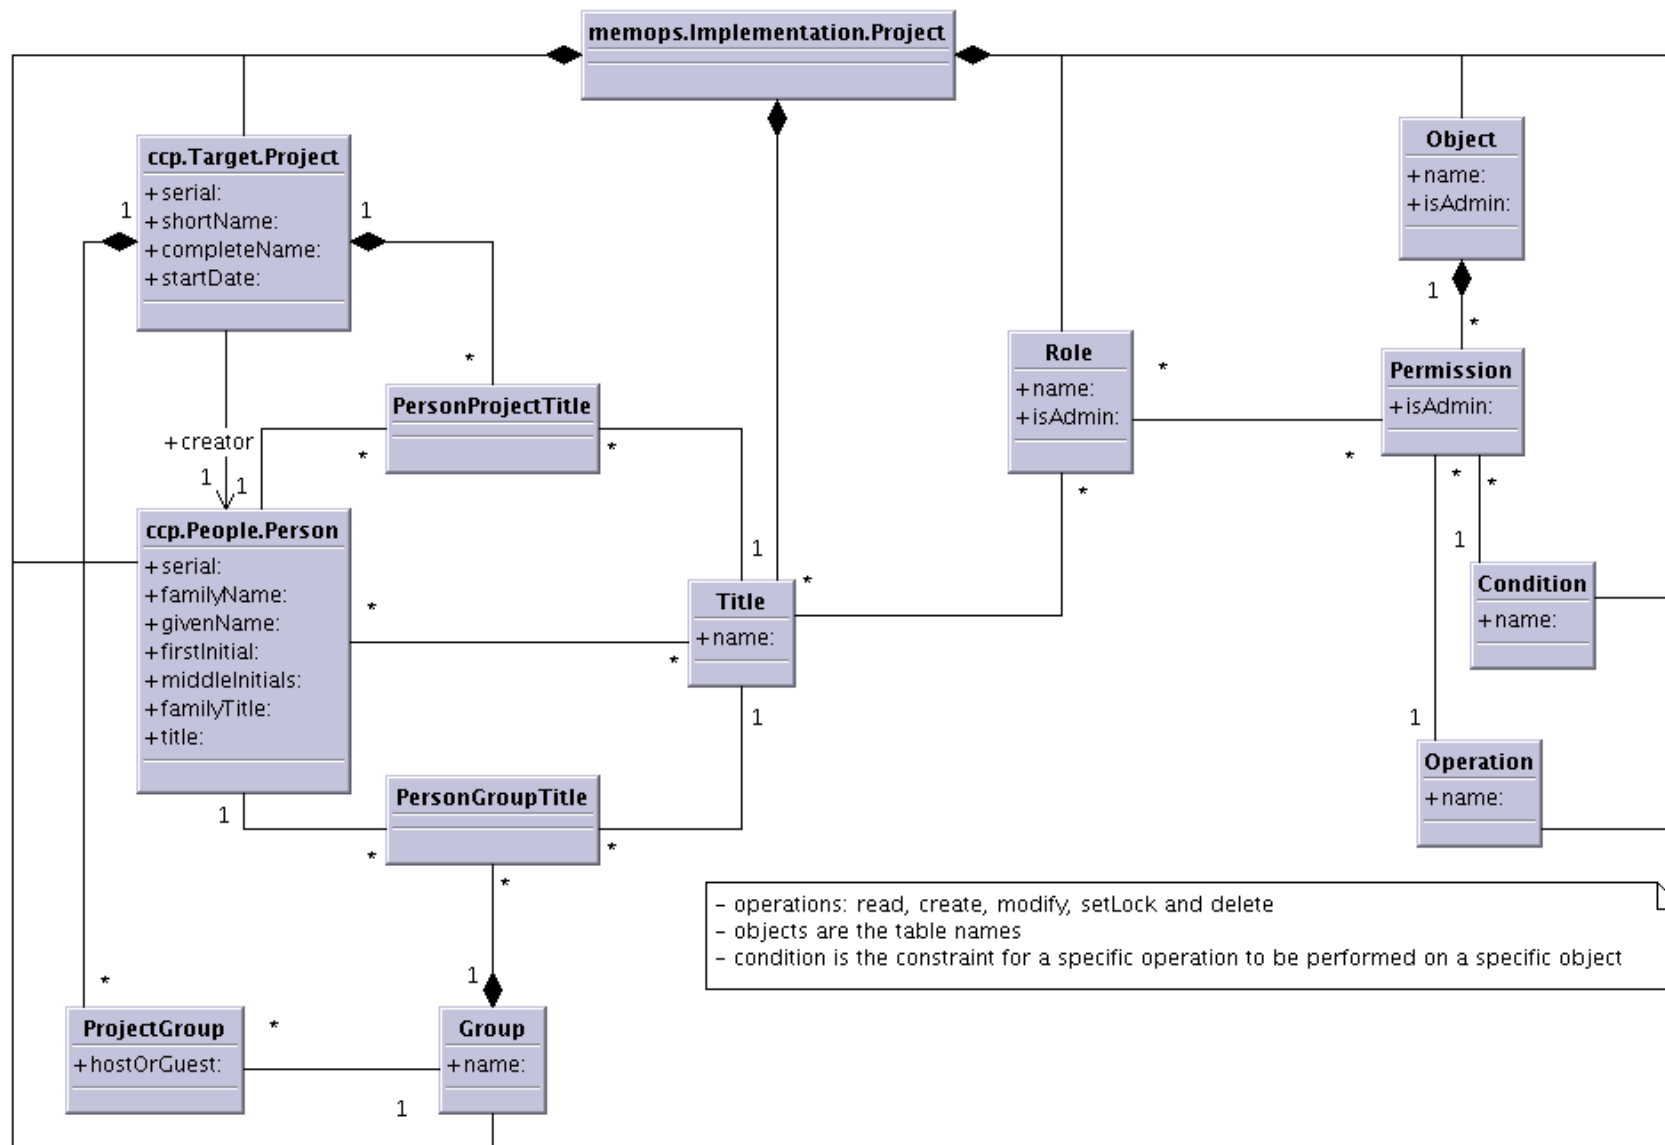 memops.Implementation.Project
ccp.Target.Project
+serial:
+shortName:
+completeName:
+startDate:
1
1
*
*
Object
+name:
+isAdmin:
1
*
Role
+name:
+isAdmin:
*
*
*
Permission
+isAdmin:
*
*
1
1
PersonProjectTitle
*
*
+creator
1
1
ccp.People.Person
+serial:
+familyName:
+givenName:
+firstInitial:
+middleInitials:
+familyTitle:
+title:
*
*
1
1
*
1
Title
+name:
Condition
+name:
Operation
+name:
PersonGroupTitle
*
*
*
1
- operations: read, create, modify, setLock and delete
- objects are the table names
- condition is the constraint for a specific operation to be performed on a specific object
ProjectGroup
+hostOrGuest:
*
1
Group
+name: